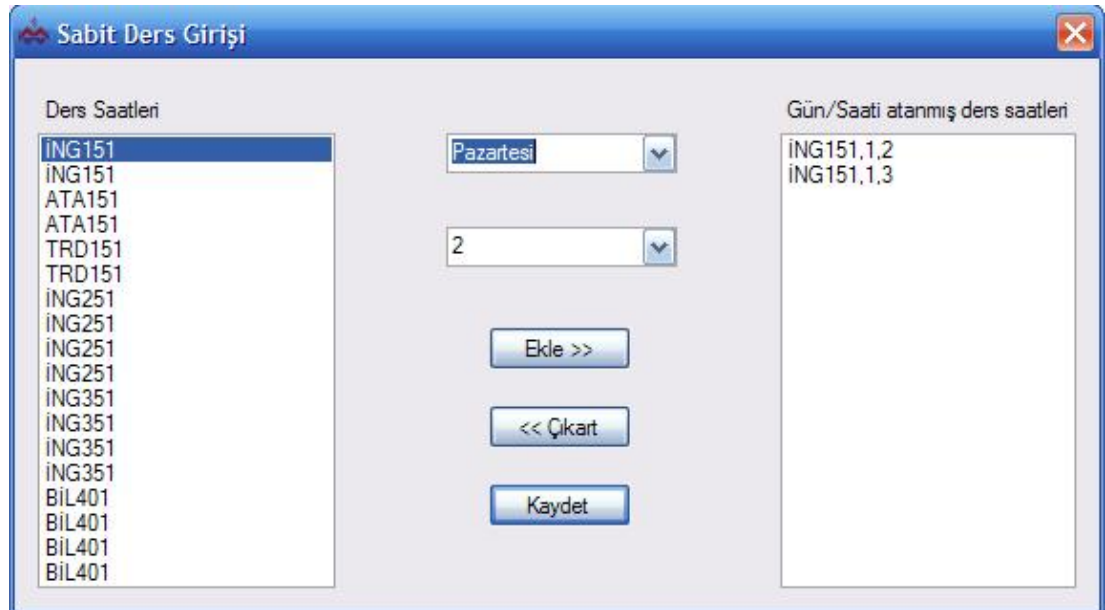 Sabit Ders Girişi
Ders Saatleri
İNG151
İNG151
ATA151
ATA151
TRD151
TRD151
İNG251
İNG251
İNG251
İNG251
İNG351
İNG351
İNG351
İNG351
BİL401
BİL401
BİL401
BİL401
Pazartesi
2
Ekle >>
<< Çıkart
Kaydet
Gün/Saati atanmış ders saatleri
İNG151,1,2
İNG151,1,3